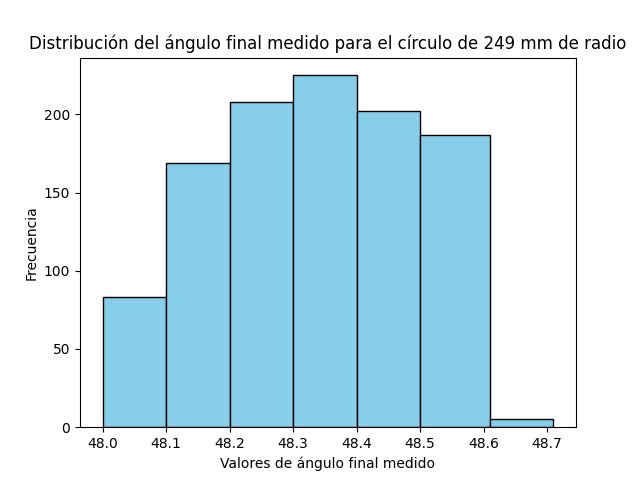 Distribución del ángulo final medido para el círculo de 249 mm de radio
Frecuencia
200
150
100
50
0
48.0 48.1 48.2 48.3 48.4 48.5 48.6 48.7
Valores de ángulo final medido